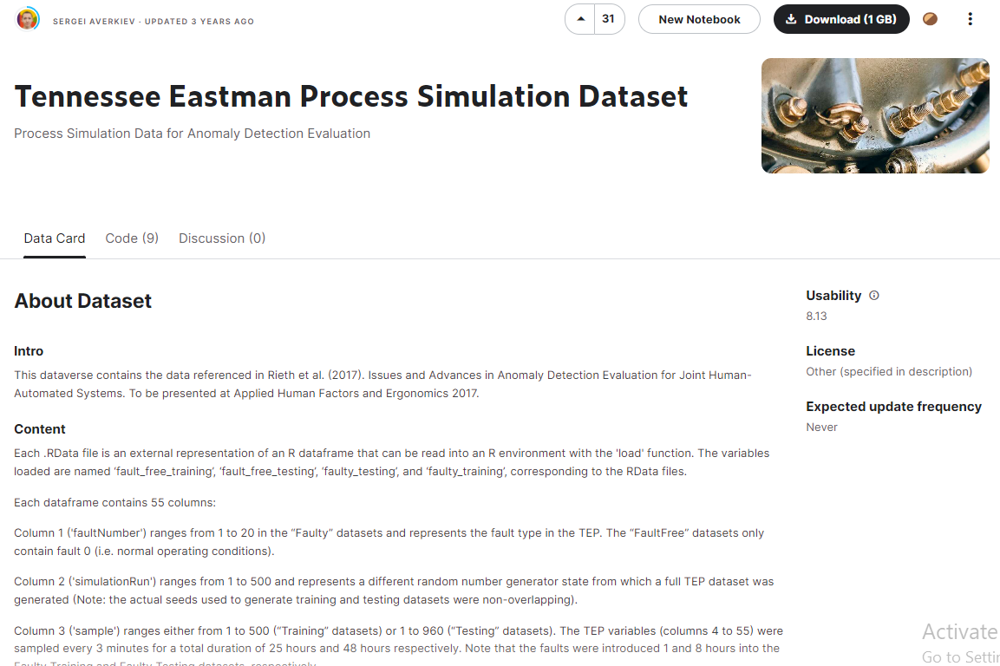 SERGEI AVERKIEV · UPDATED 3 YEARS AGO
31
New Notebook
Download (1 GB)
Tennessee Eastman Process Simulation Dataset
Process Simulation Data for Anomaly Detection Evaluation
Data Card
Code (9)
Discussion (0)
About Dataset
Intro
This dataverse contains the data referenced in Rieth et al. (2017). Issues and Advances in Anomaly Detection Evaluation for Joint Human-
Automated Systems. To be presented at Applied Human Factors and Ergonomics 2017.
Content
Each .RData file is an external representation of an R dataframe that can be read into an R environment with the 'load' function. The variables
loaded are named ‘fault_free_training’, ‘fault_free_testing’, ‘faulty_testing’, and ‘faulty_training’, corresponding to the RData files.
Each dataframe contains 55 columns:
Column 1 ('faultNumber') ranges from 1 to 20 in the “Faulty” datasets and represents the fault type in the TEP. The “FaultFree” datasets only
contain fault 0 (i.e. normal operating conditions).
Column 2 ('simulationRun') ranges from 1 to 500 and represents a different random number generator state from which a full TEP dataset was
generated (Note: the actual seeds used to generate training and testing datasets were non-overlapping).
Column 3 ('sample') ranges either from 1 to 500 (“Training” datasets) or 1 to 960 (“Testing” datasets). The TEP variables (columns 4 to 55) were
sampled every 3 minutes for a total duration of 25 hours and 48 hours respectively. Note that the faults were introduced 1 and 8 hours into the
Faulty Training and Faulty Testing datasets, respectively.
Usability
8.13
License
Other (specified in description)
Expected update frequency
Never
Activate
Go to Settin